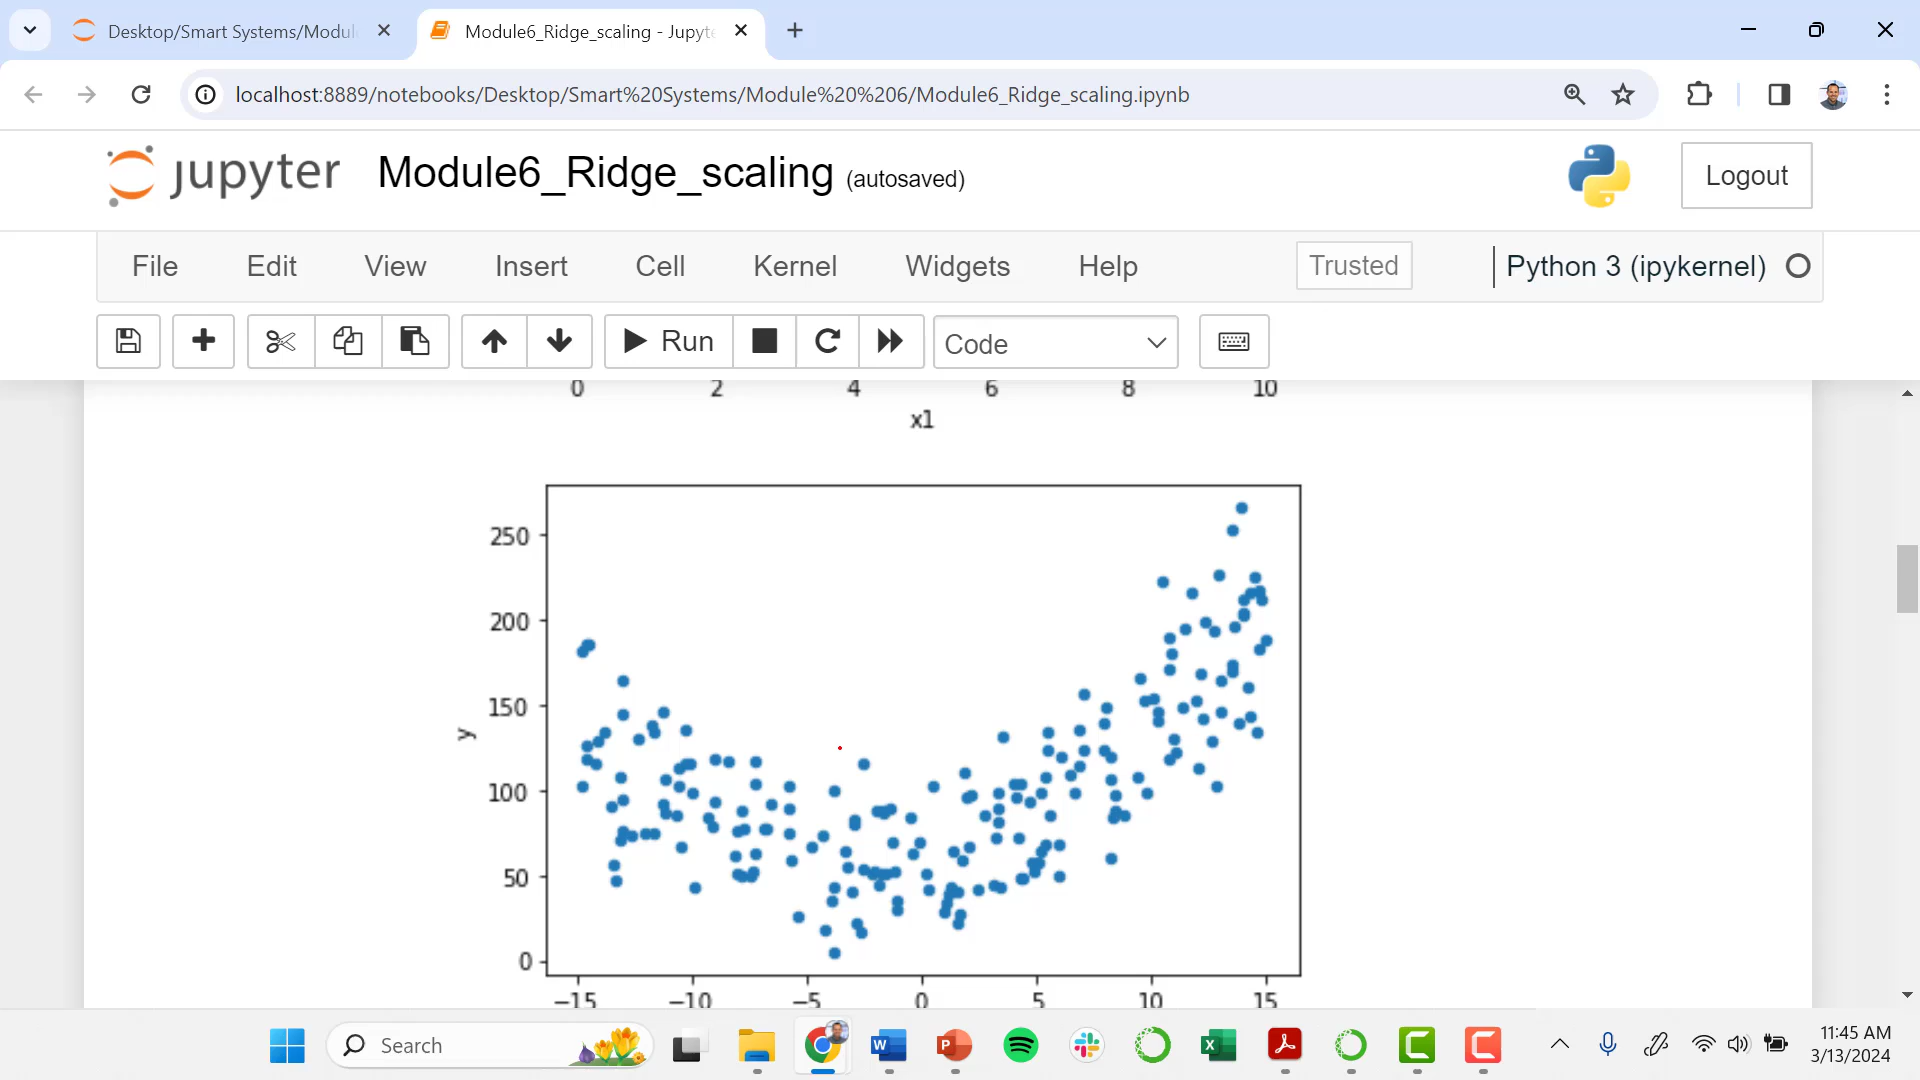 Desktop/Smart Systems/Modul
Module6_Ridge_scaling - Jupyte
localhost:8889/notebooks/Desktop/Smart%20Systems/Module%20%206/Module6_Ridge_scaling.ipynb
jupyter Module6_Ridge_scaling (autosaved)
Logout
File Edit View Insert Cell Kernel Widgets Help Trusted Python 3 (ipykernel)
Run Code
0 2 4 6 8 10
x1
250
200
150
100
50
0
y
−15 −10 −5 0 5 10 15
Search
11:45 AM
3/13/2024